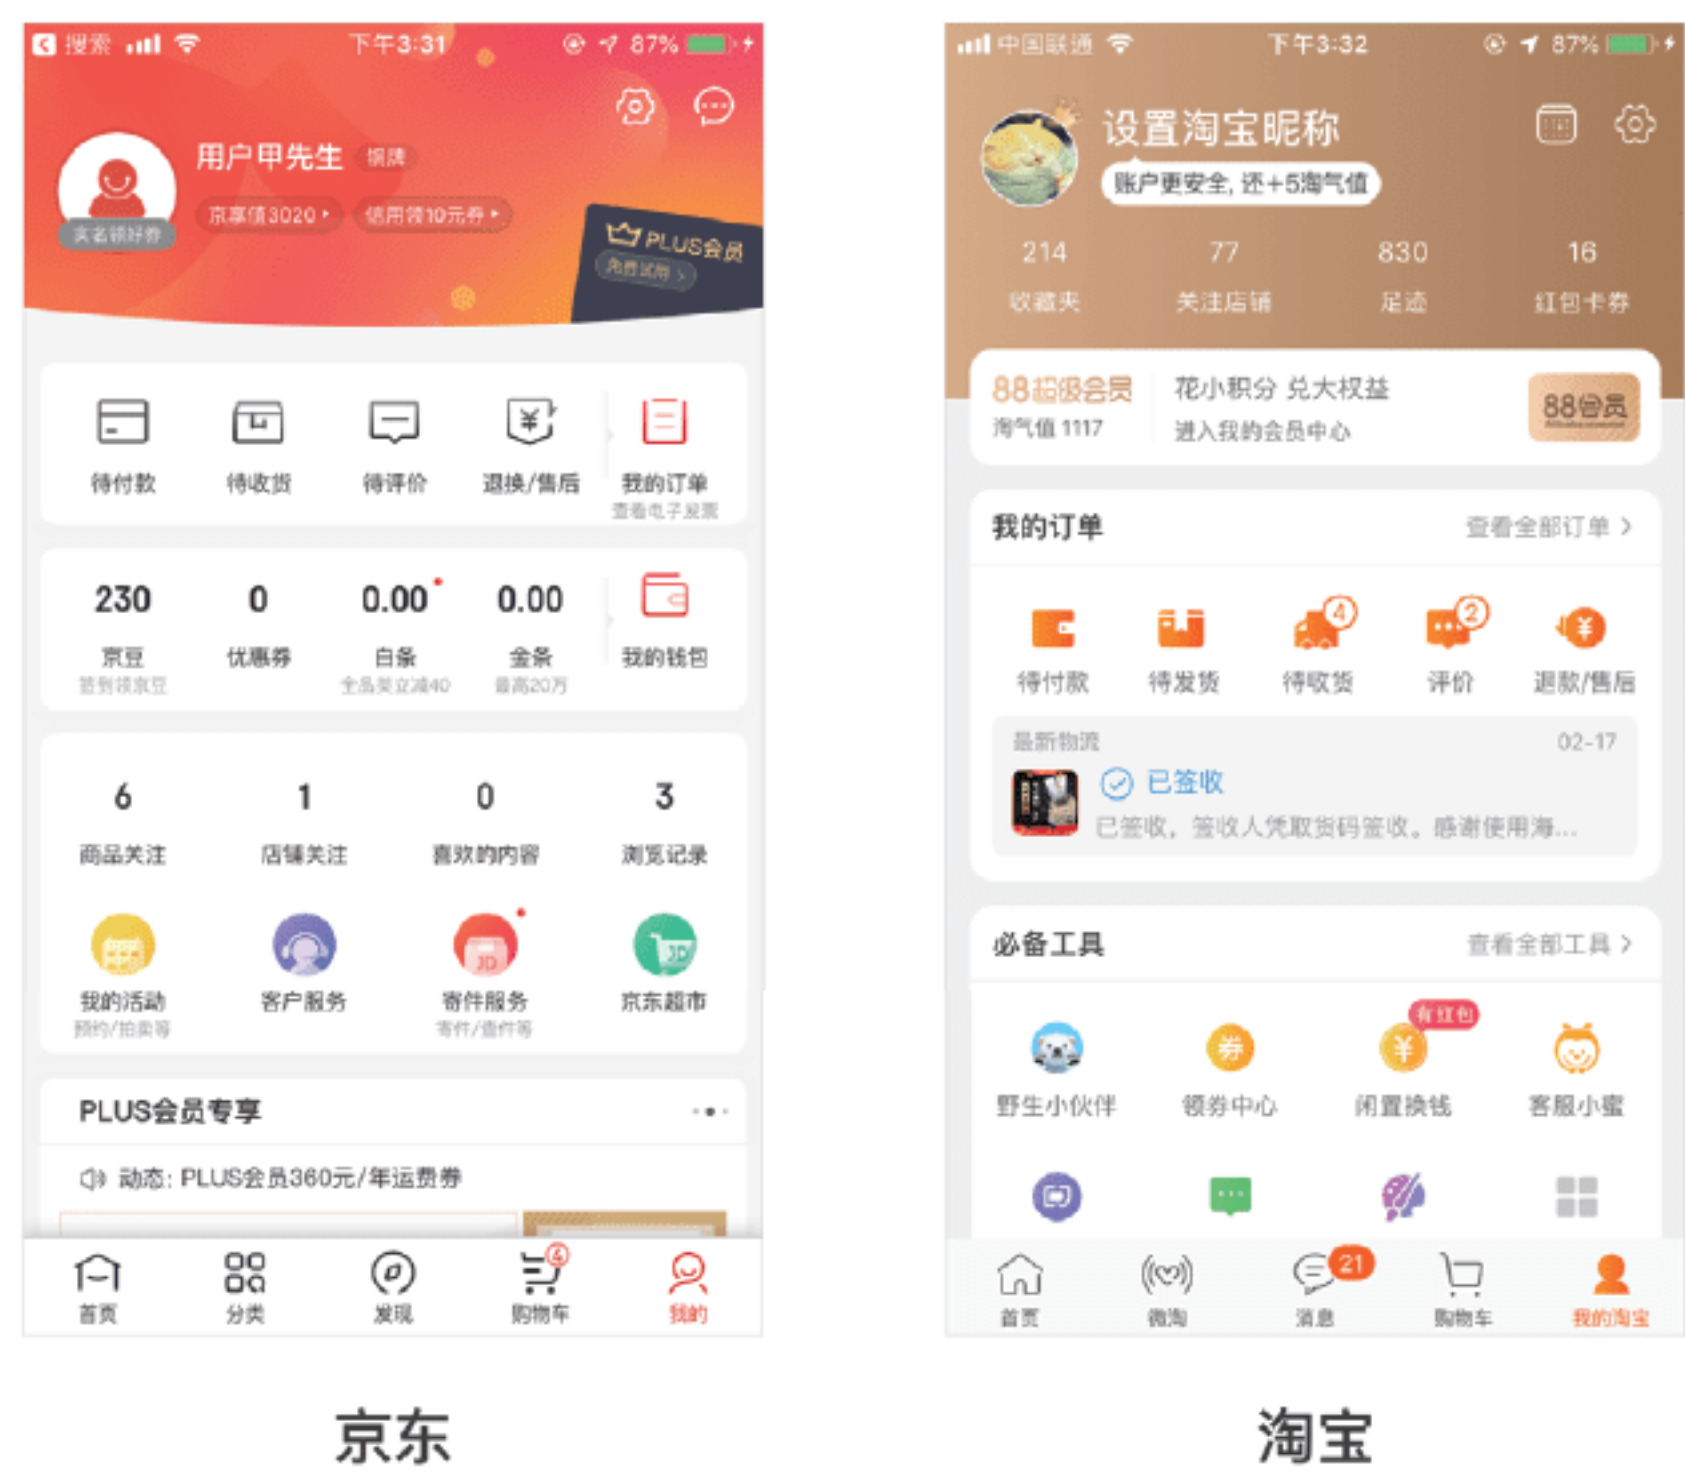 搜索 下午3:31 87%
用户甲先生 铜牌
京享值3020 信用领10元券
实名领好券
PLUS会员
免费试用
待付款 待收货 待评价 退换/售后 我的订单
查看电子发票
230 0 0.00 0.00
京豆 优惠券 白条 金条 我的钱包
签到领京豆 全品类立减40 最高20万
6 1 0 3
商品关注 店铺关注 喜欢的内容 浏览记录
JD JD
我的活动 客户服务 寄件服务 京东超市
预约/拍卖等 寄件/查件等
PLUS会员专享
动态: PLUS会员360元/年运费券
4
首页 分类 发现 购物车 我的
京东
中国联通 下午3:32 87%
设置淘宝昵称
账户更安全, 还+5淘气值
214 77 830 16
收藏夹 关注店铺 足迹 红包卡券
88超级会员 花小积分 兑大权益 88会员
淘气值 1117 进入我的会员中心
我的订单 查看全部订单
4 2
待付款 待发货 待收货 评价 退款/售后
最新物流 02-17
已签收
已签收，签收人凭取货码签收。感谢使用海...
必备工具 查看全部工具
有红包
券
野生小伙伴 领券中心 闲置换钱 客服小蜜
21
首页 微淘 消息 购物车 我的淘宝
淘宝